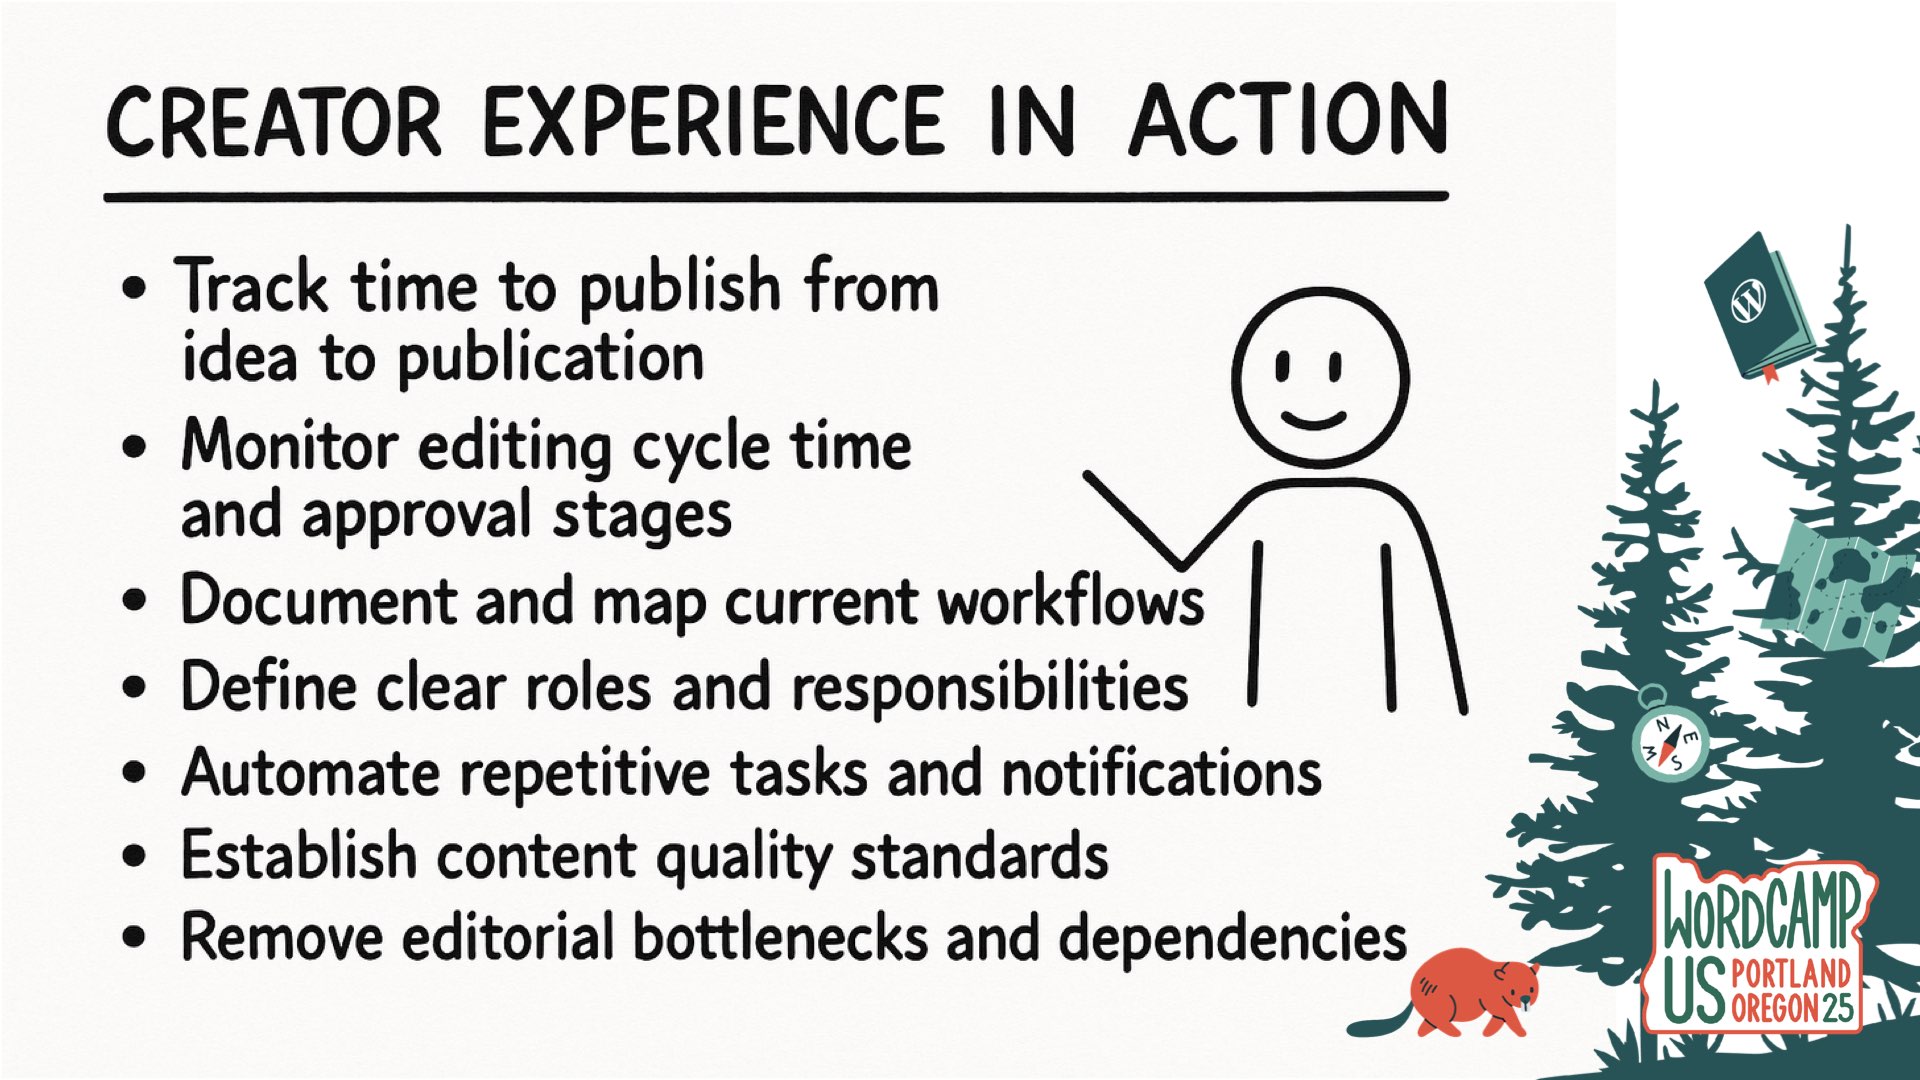 CREATOR EXPERIENCE IN ACTION
• Track time to publish from
idea to publication
• Monitor editing cycle time
and approval stages
• Document and map current workflows
• Define clear roles and responsibilities
• Automate repetitive tasks and notifications
• Establish content quality standards
• Remove editorial bottlenecks and dependencies
W
N
E
W
S
WORDCAMP
US PORTLAND
OREGON 25